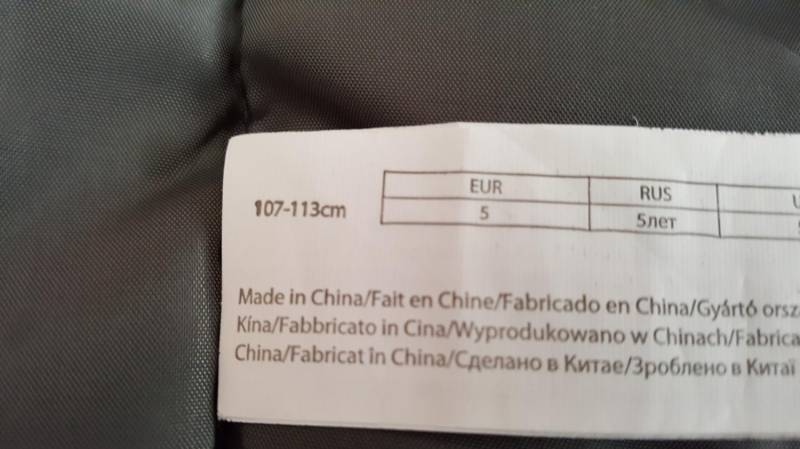 EUR RUS
107-113cm 5 5лет
Made in China/Fait en Chine/Fabricado en China/Gyártó
Kína/Fabbricato in Cina/Wyprodukowano w Chinach/
China/Fabricat în China/Сделано в Китае/Зроблено в Китаї